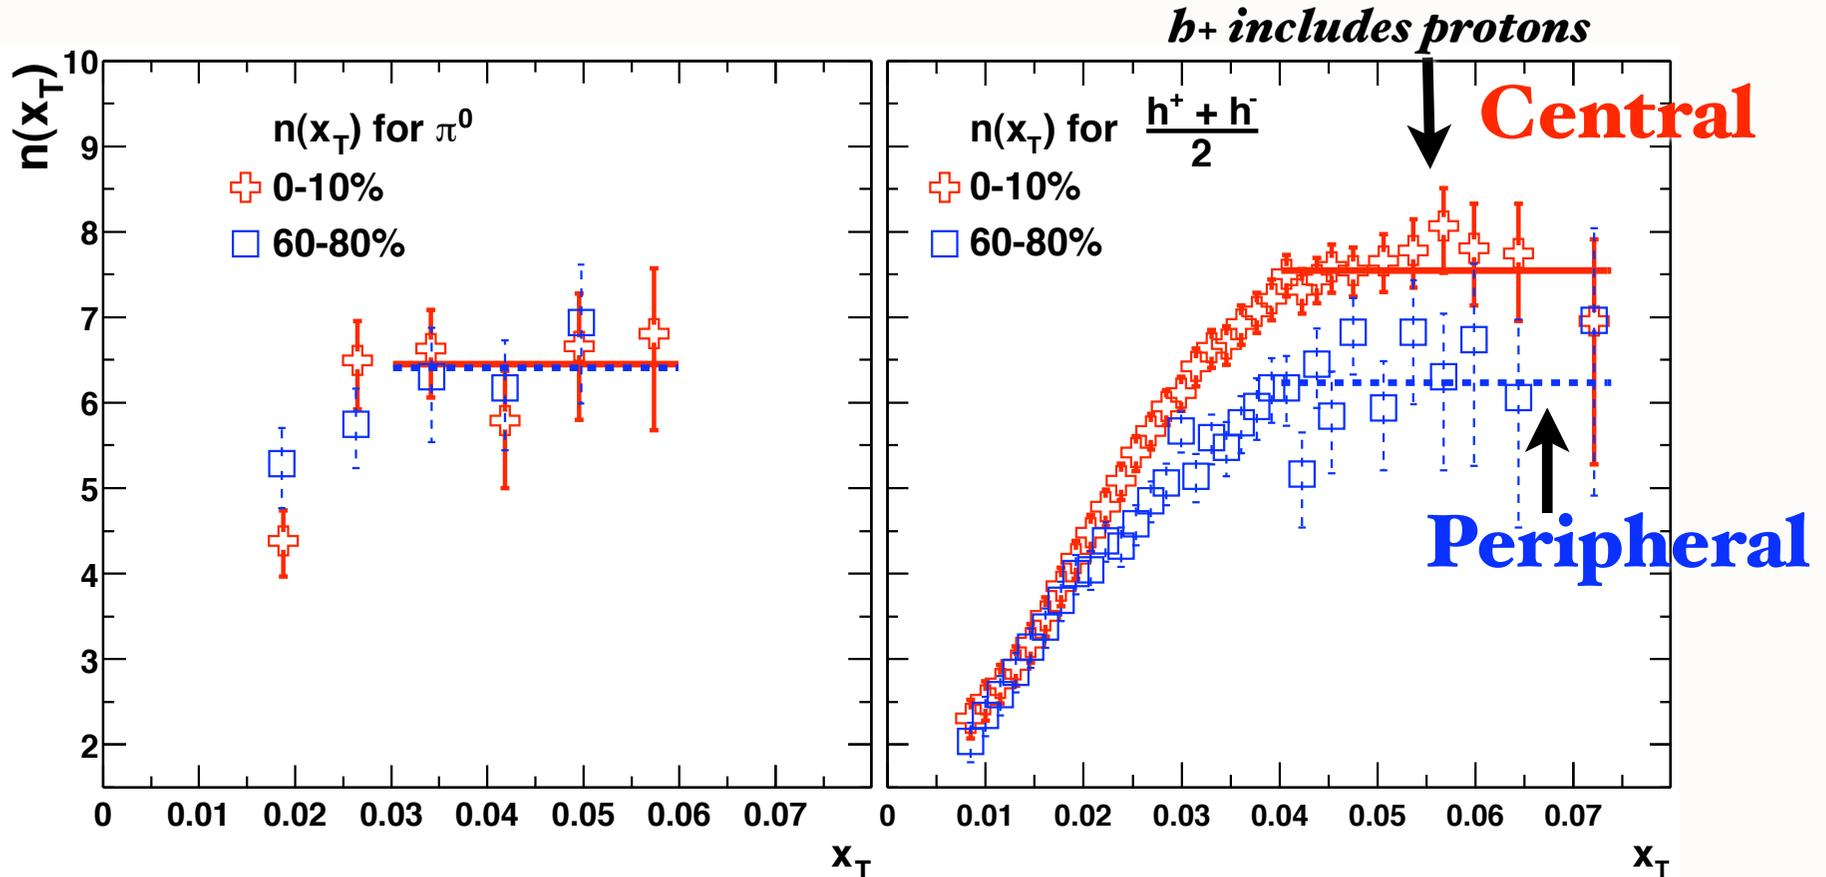 h+ includes protons
Central
Peripheral
n(x_T)
10
9
8
7
6
5
4
3
2
n(x_T) for π⁰
0-10%
60-80%
0 0.01 0.02 0.03 0.04 0.05 0.06 0.07
x_T
n(x_T) for h⁺ + h⁻
2
0-10%
60-80%
0 0.01 0.02 0.03 0.04 0.05 0.06 0.07
x_T